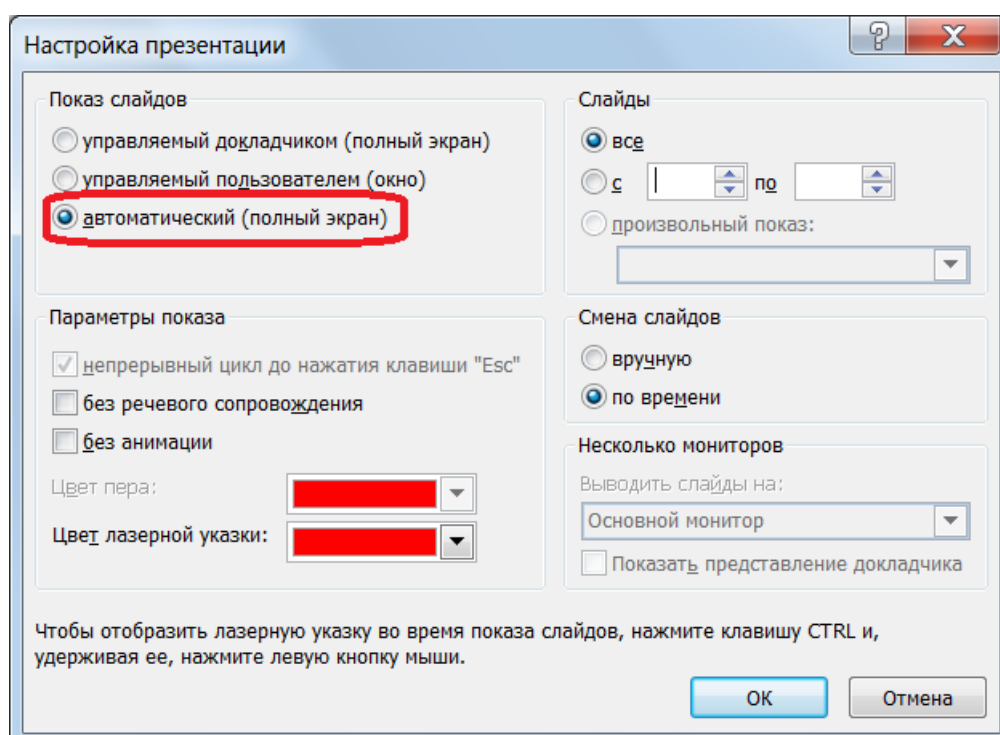 Настройка презентации
Показ слайдов
управляемый докладчиком (полный экран)
управляемый пользователем (окно)
автоматический (полный экран)
Параметры показа
непрерывный цикл до нажатия клавиши "Esc"
без речевого сопровождения
без анимации
Цвет пера:
Цвет лазерной указки:
Слайды
все
с по
произвольный показ:
Смена слайдов
вручную
по времени
Несколько мониторов
Выводить слайды на:
Основной монитор
Показать представление докладчика
Чтобы отобразить лазерную указку во время показа слайдов, нажмите клавишу CTRL и,
удерживая ее, нажмите левую кнопку мыши.
ОК Отмена